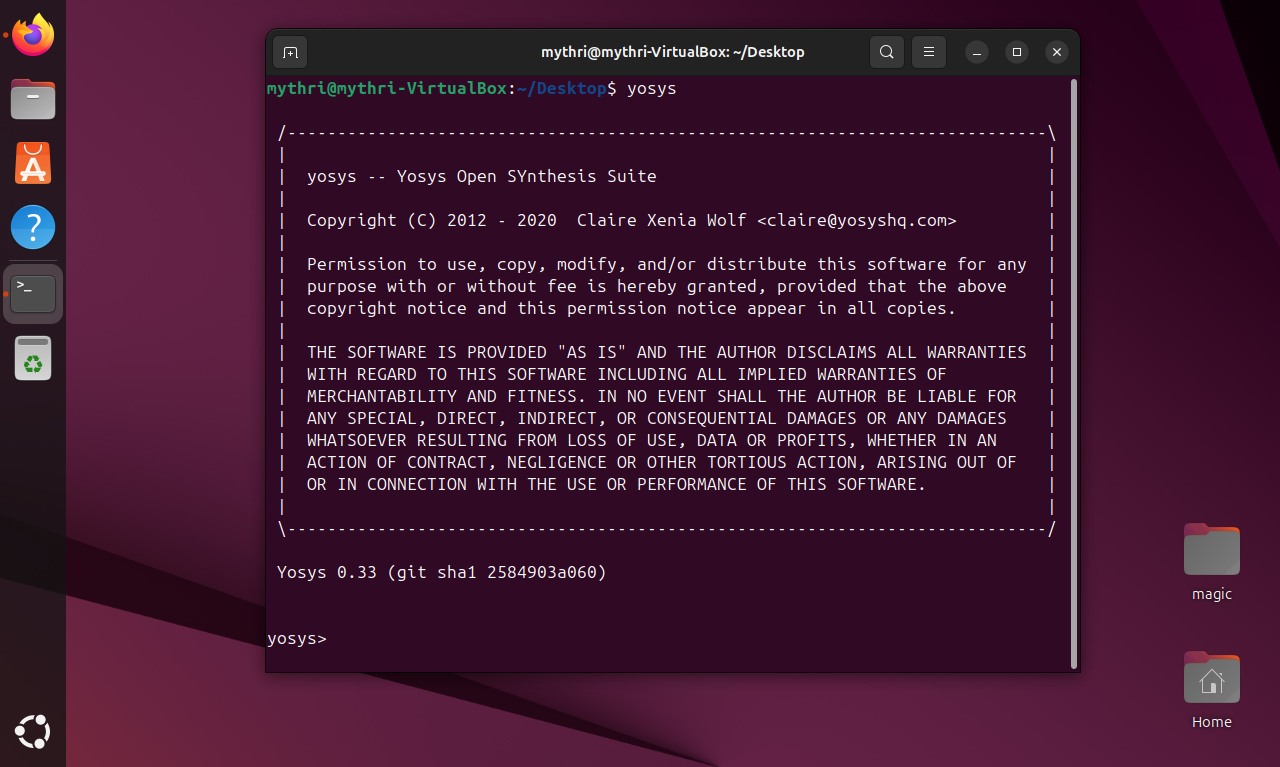 mythri@mythri-VirtualBox: ~/Desktop
mythri@mythri-VirtualBox:~/Desktop$ yosys
/----------------------------------------------------------------------------\
|                                                                            |
|  yosys -- Yosys Open SYnthesis Suite                                       |
|                                                                            |
|  Copyright (C) 2012 - 2020  Claire Xenia Wolf <claire@yosyshq.com>         |
|                                                                            |
|  Permission to use, copy, modify, and/or distribute this software for any  |
|  purpose with or without fee is hereby granted, provided that the above    |
|  copyright notice and this permission notice appear in all copies.         |
|                                                                            |
|  THE SOFTWARE IS PROVIDED "AS IS" AND THE AUTHOR DISCLAIMS ALL WARRANTIES  |
|  WITH REGARD TO THIS SOFTWARE INCLUDING ALL IMPLIED WARRANTIES OF          |
|  MERCHANTABILITY AND FITNESS. IN NO EVENT SHALL THE AUTHOR BE LIABLE FOR   |
|  ANY SPECIAL, DIRECT, INDIRECT, OR CONSEQUENTIAL DAMAGES OR ANY DAMAGES    |
|  WHATSOEVER RESULTING FROM LOSS OF USE, DATA OR PROFITS, WHETHER IN AN     |
|  ACTION OF CONTRACT, NEGLIGENCE OR OTHER TORTIOUS ACTION, ARISING OUT OF   |
|  OR IN CONNECTION WITH THE USE OR PERFORMANCE OF THIS SOFTWARE.            |
|                                                                            |
\----------------------------------------------------------------------------/
Yosys 0.33 (git sha1 2584903a060)
yosys>
magic
Home